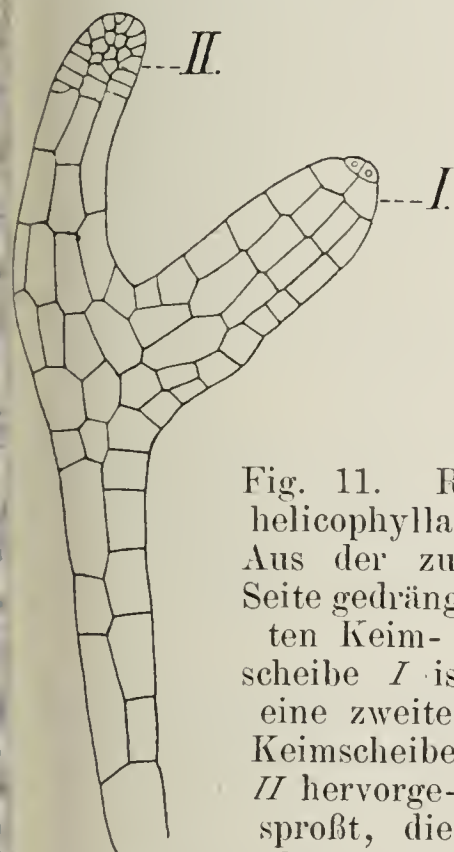 II.
I.
Fig. 11. R
helicophylla
Aus der zu
Seite gedräng
ten Keim-
scheibe I is
eine zweite
Keimscheibe
II hervorge-
sproßt, die